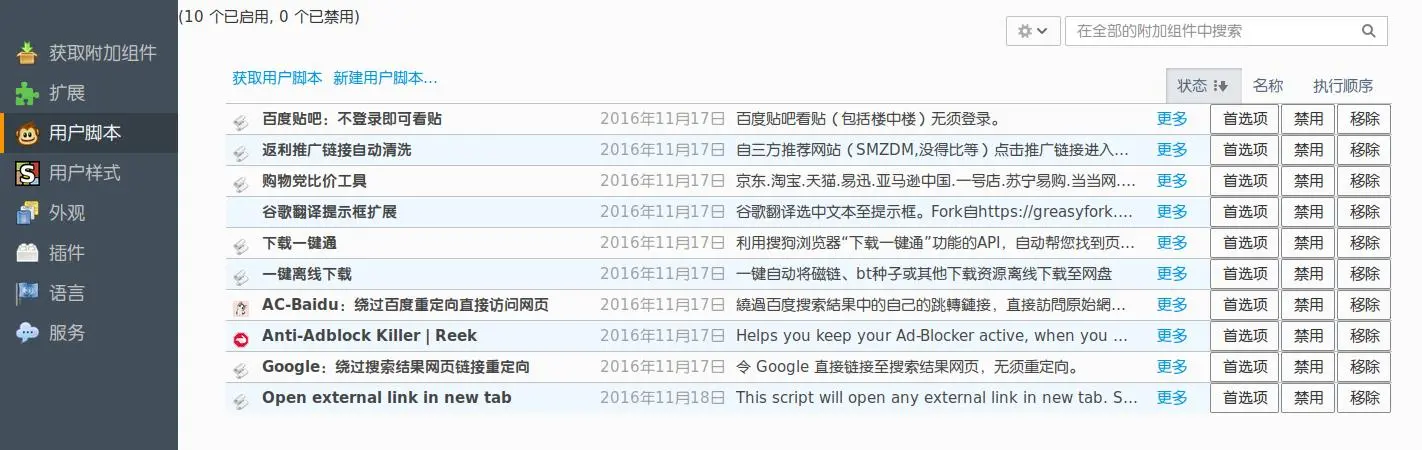 (10 个已启用, 0 个已禁用)
在全部的附加组件中搜索
获取附加组件
扩展
用户脚本
用户样式
外观
插件
语言
服务
获取用户脚本 新建用户脚本...
状态 名称 执行顺序
百度贴吧：不登录即可看贴 2016年11月17日 百度贴吧看贴（包括楼中楼）无须登录。 更多 首选项 禁用 移除
返利推广链接自动清洗 2016年11月17日 自三方推荐网站（SMZDM,没得比等）点击推广链接进入... 更多 首选项 禁用 移除
购物党比价工具 2016年11月17日 京东.淘宝.天猫.易迅.亚马逊中国.一号店.苏宁易购.当当网.... 更多 首选项 禁用 移除
谷歌翻译提示框扩展 2016年11月17日 谷歌翻译选中文本至提示框。Fork自https://greasyfork.... 更多 首选项 禁用 移除
下载一键通 2016年11月17日 利用搜狗浏览器“下载一键通”功能的API，自动帮您找到页... 更多 首选项 禁用 移除
一键离线下载 2016年11月17日 一键自动将磁链、bt种子或其他下载资源离线下载至网盘 更多 首选项 禁用 移除
AC-Baidu：绕过百度重定向直接访问网页 2016年11月17日 繞過百度搜索結果中的自己的跳轉鏈接，直接訪問原始網... 更多 首选项 禁用 移除
Anti-Adblock Killer | Reek 2016年11月17日 Helps you keep your Ad-Blocker active, when you ... 更多 首选项 禁用 移除
Google：绕过搜索结果网页链接重定向 2016年11月17日 令 Google 直接链接至搜索结果网页，无须重定向。 更多 首选项 禁用 移除
Open external link in new tab 2016年11月18日 This script will open any external link in new tab. S... 更多 首选项 禁用 移除